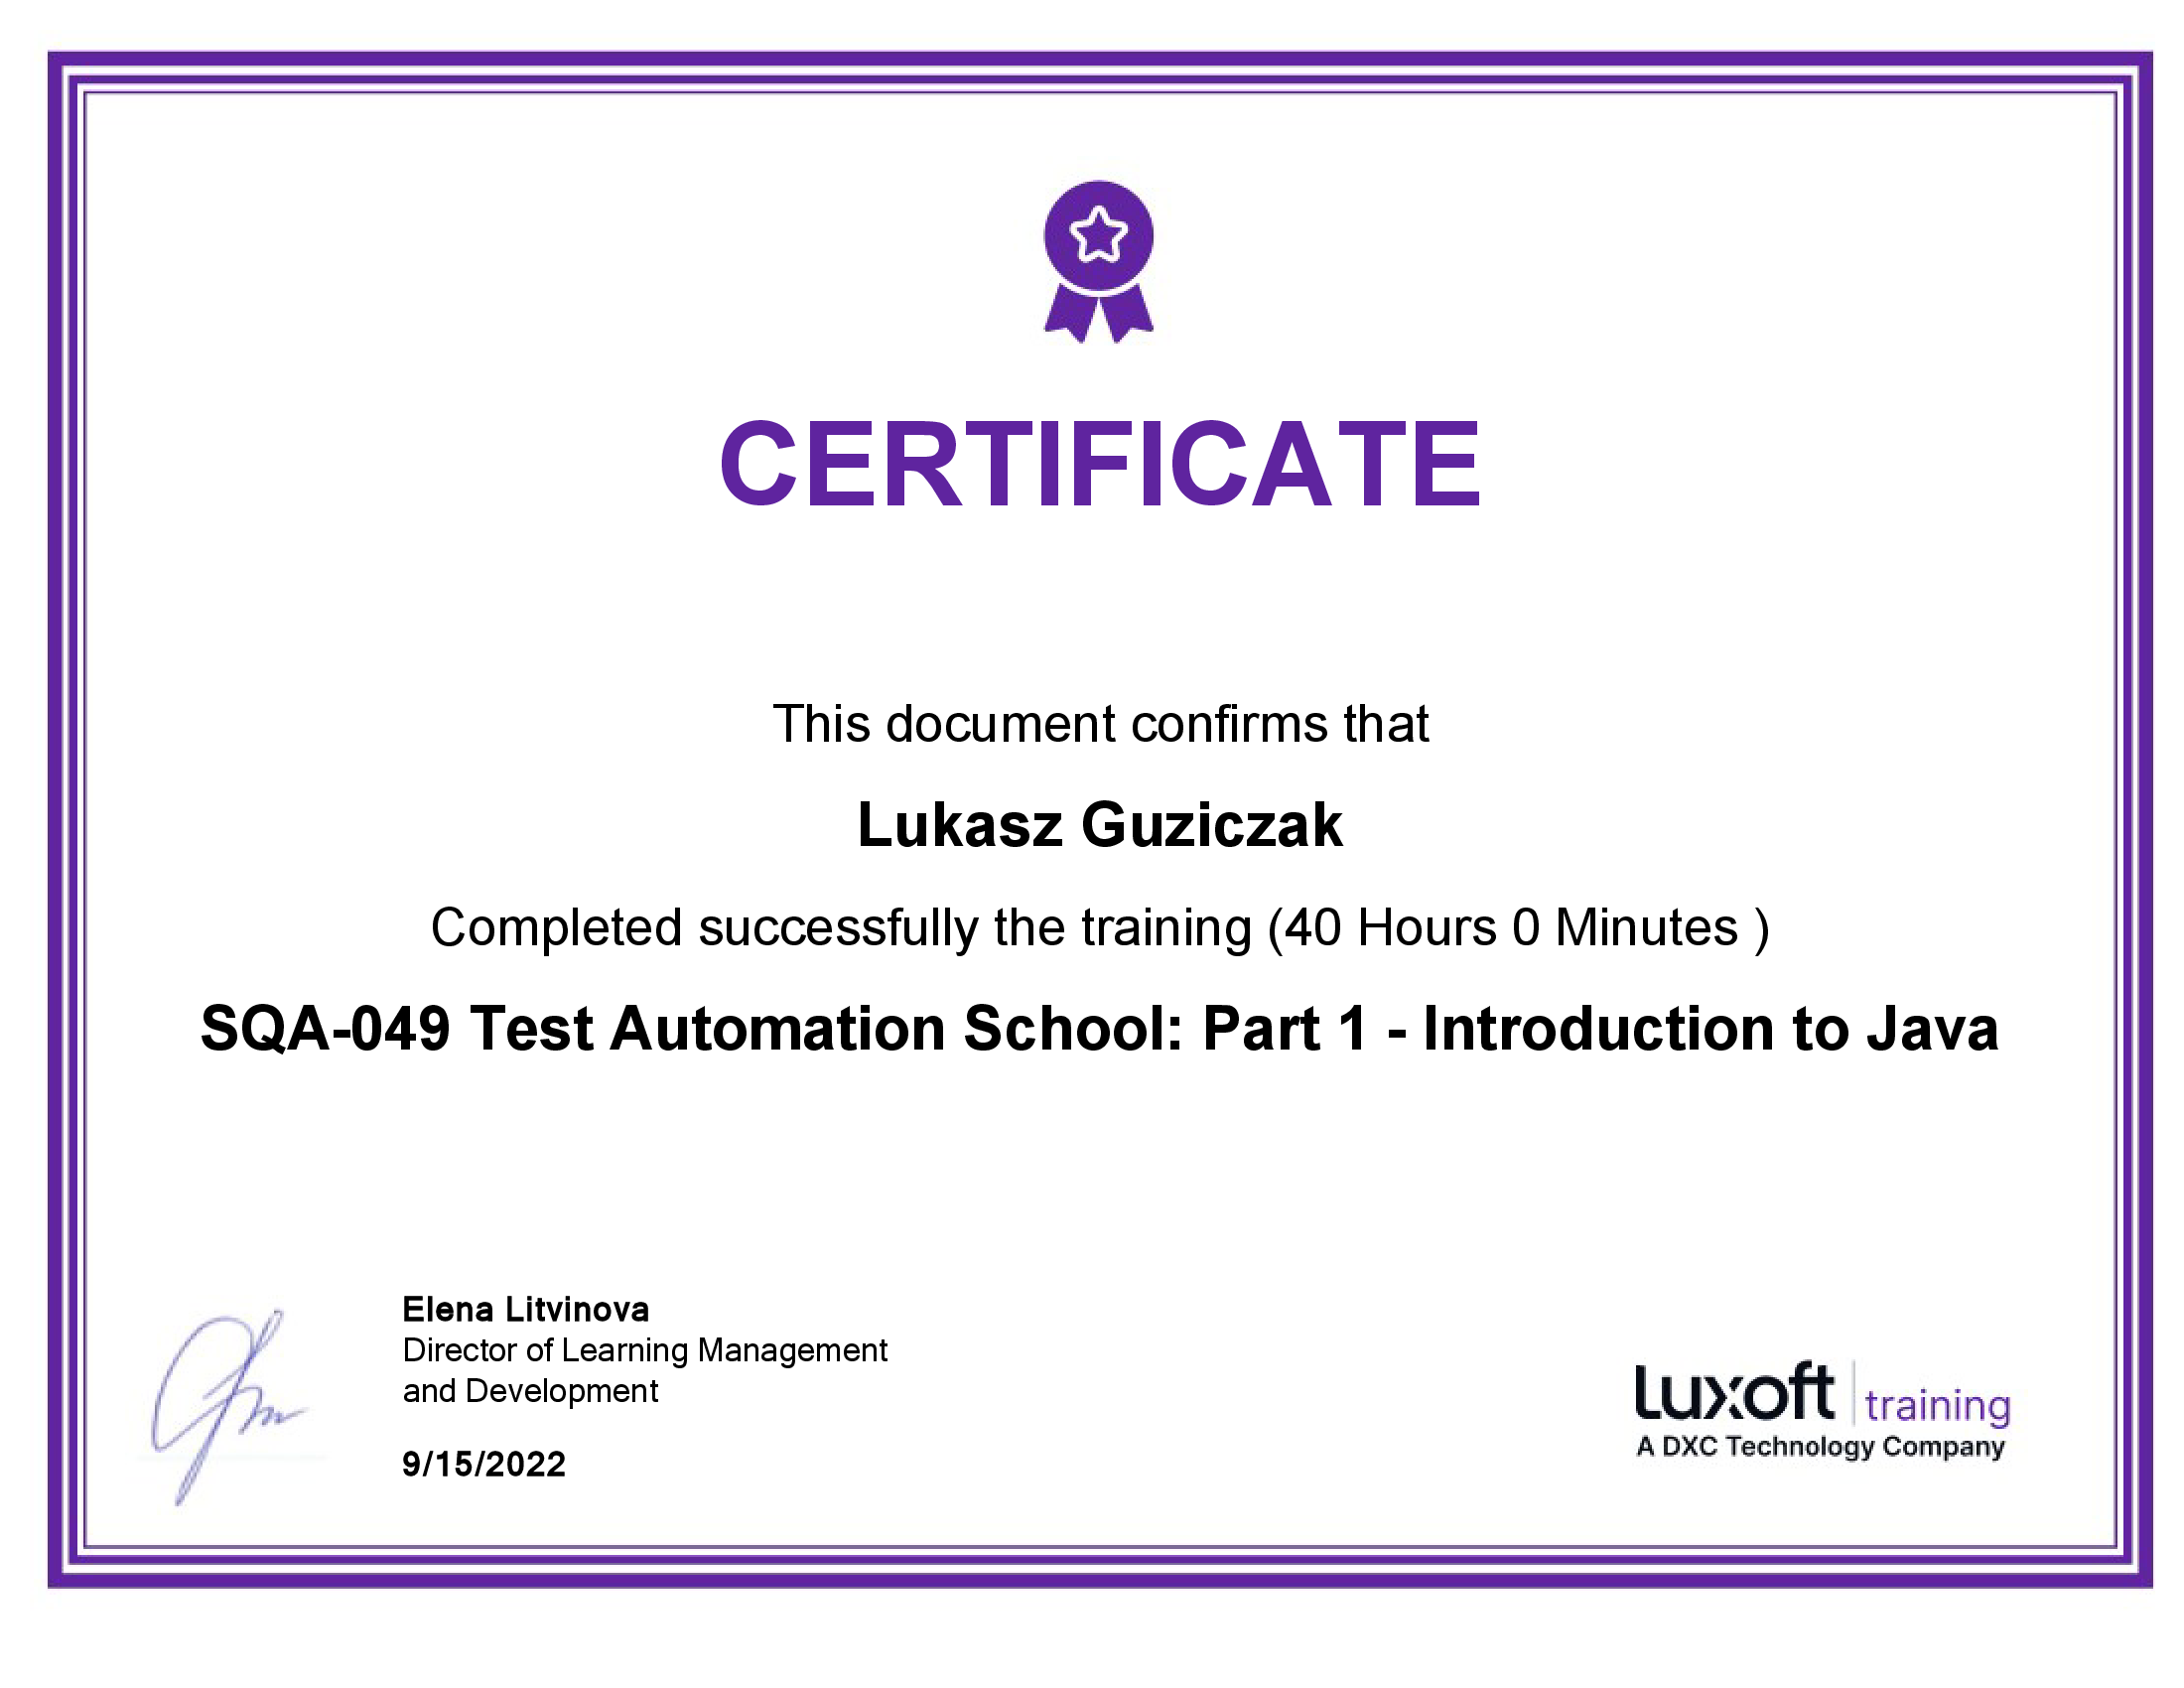 CERTIFICATE
This document confirms that
Lukasz Guziczak
Completed successfully the training (40 Hours 0 Minutes )
SQA-049 Test Automation School: Part 1 - Introduction to Java
Elena Litvinova
Director of Learning Management
and Development
9/15/2022
luxoft training
A DXC Technology Company